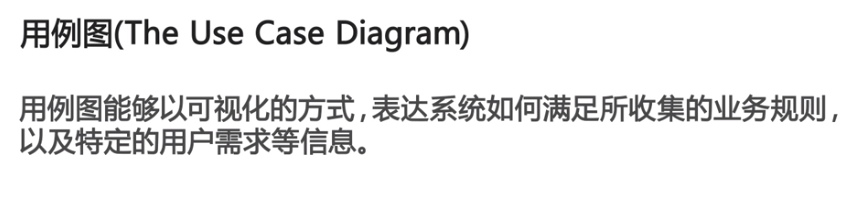 用例图(The Use Case Diagram)
用例图能够以可视化的方式，表达系统如何满足所收集的业务规则，
以及特定的用户需求等信息。